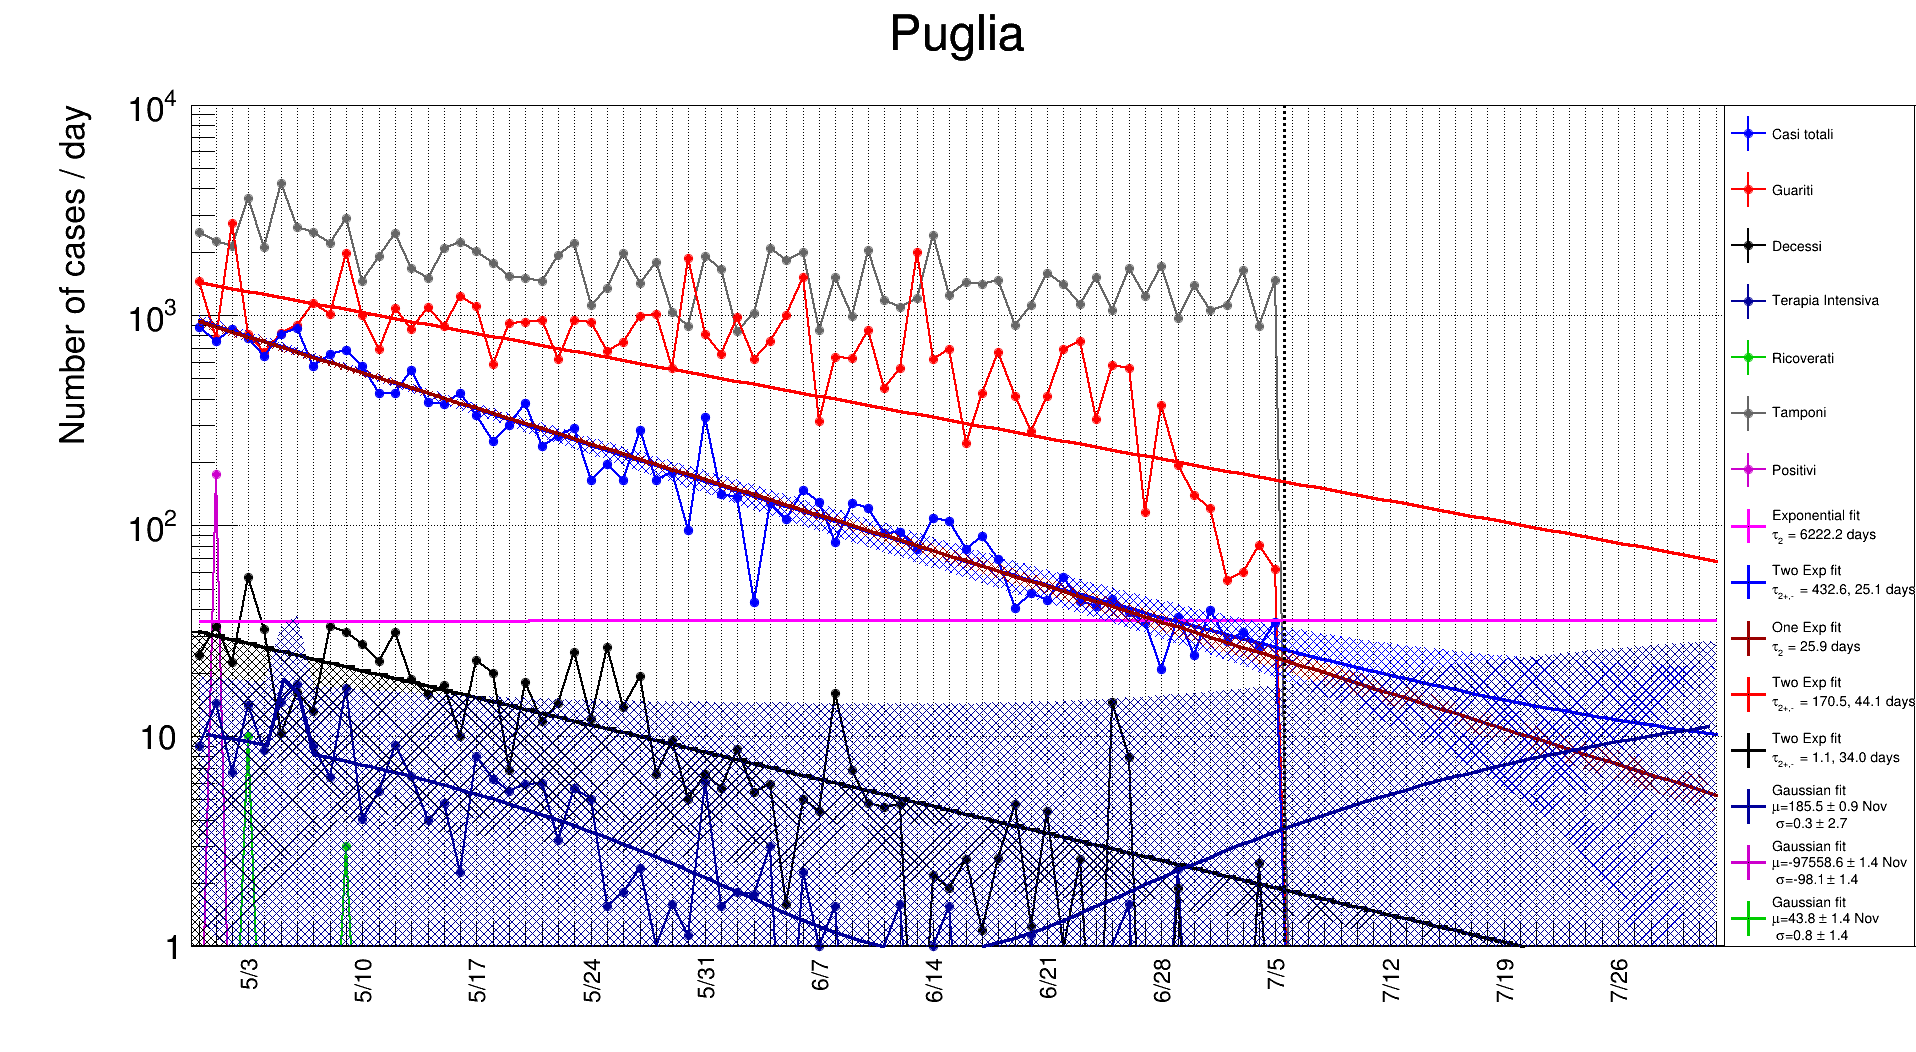 Puglia
Number of cases / day
10⁴
10³
10²
10
1
5/3
5/10
5/17
5/24
5/31
6/7
6/14
6/21
6/28
7/5
7/12
7/19
7/26
Casi totali
Guariti
Decessi
Terapia Intensiva
Ricoverati
Tamponi
Positivi
Exponential fit
τ₂ = 6222.2 days
Two Exp fit
τ₂₊,₋ = 432.6, 25.1 days
One Exp fit
τ₂ = 25.9 days
Two Exp fit
τ₂₊,₋ = 170.5, 44.1 days
Two Exp fit
τ₂₊,₋ = 1.1, 34.0 days
Gaussian fit
μ=185.5 ± 0.9 Nov
σ=0.3 ± 2.7
Gaussian fit
μ=-97558.6 ± 1.4 Nov
σ=-98.1 ± 1.4
Gaussian fit
μ=43.8 ± 1.4 Nov
σ=0.8 ± 1.4